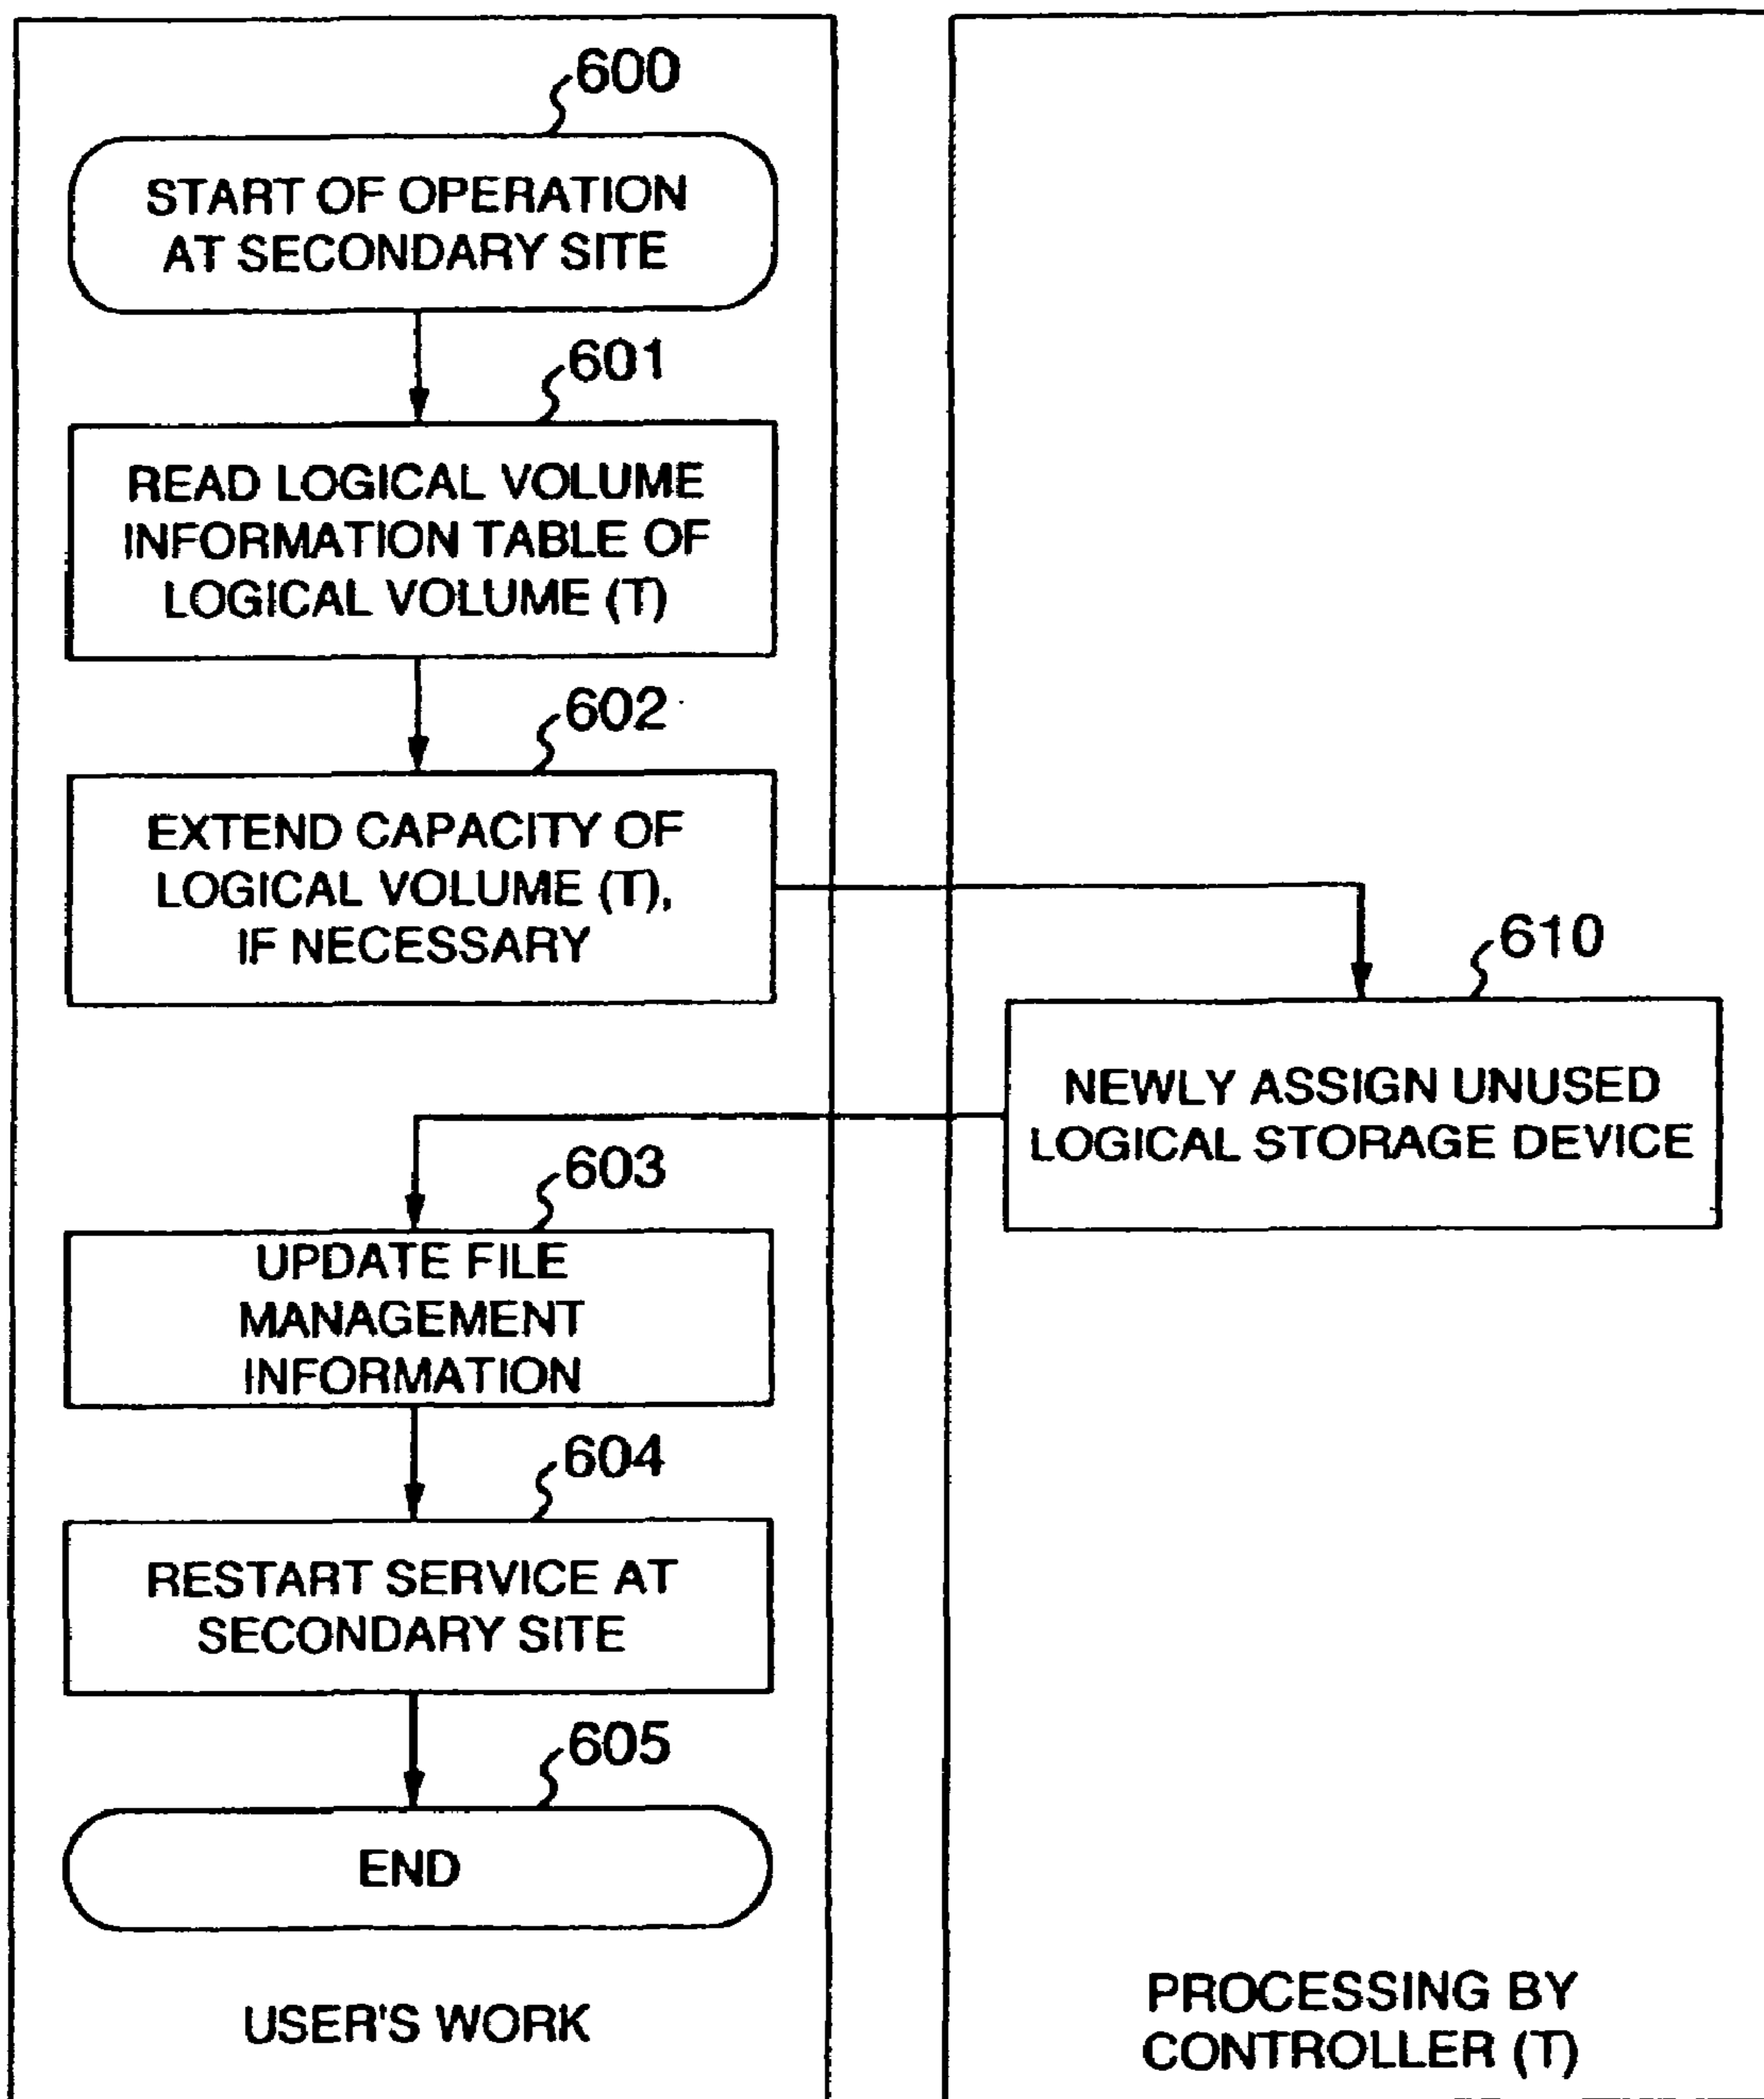 600
START OF OPERATION
AT SECONDARY SITE
601
READ LOGICAL VOLUME
INFORMATION TABLE OF
LOGICAL VOLUME (T)
602
EXTEND CAPACITY OF
LOGICAL VOLUME (T),
IF NECESSARY
610
NEWLY ASSIGN UNUSED
LOGICAL STORAGE DEVICE
603
UPDATE FILE
MANAGEMENT
INFORMATION
604
RESTART SERVICE AT
SECONDARY SITE
605
END
USER'S WORK
PROCESSING BY
CONTROLLER (T)